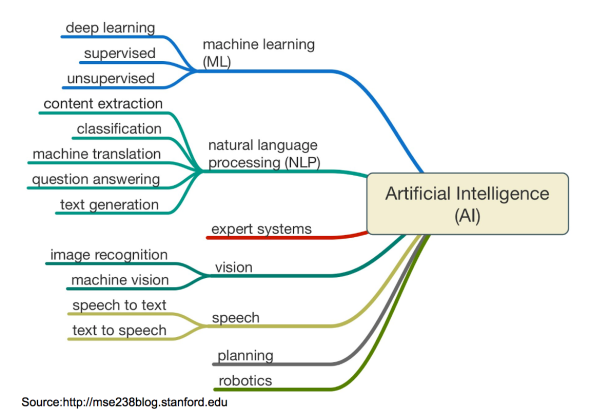 deep learning
supervised
unsupervised
machine learning
(ML)
content extraction
classification
machine translation
question answering
text generation
natural language
processing (NLP)
expert systems
image recognition
machine vision
vision
speech to text
text to speech
speech
planning
robotics
Artificial Intelligence
(AI)
Source:http://mse238blog.stanford.edu